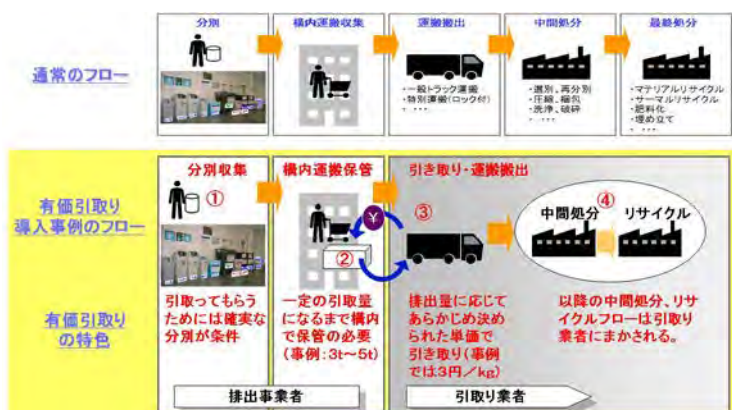 分別
構内運搬収集
運搬搬出
中間処分
最終処分
通常のフロー
・一般トラック運搬
・特別運搬(ロック付)
・ …
・選別、再分別
・圧縮、梱包
・洗浄、破砕
・ …
・マテリアルリサイクル
・サーマルリサイクル
・肥料化
・埋め立て
・ …
有価引取り
導入事例のフロー
分別収集
構内運搬保管
引き取り・運搬搬出
①
②
¥
③
④
中間処分
リサイクル
有価引取り
の特色
引取ってもらう
ためには確実な
分別が条件
一定の引取量
になるまで構内
で保管の必要
(事例:3t~5t)
排出量に応じて
あらかじめ決め
られた単価で
引き取り(事例
では3円/kg)
以降の中間処分、リサ
イクルフローは引取り
業者にまかされる。
排出事業者
引取り業者